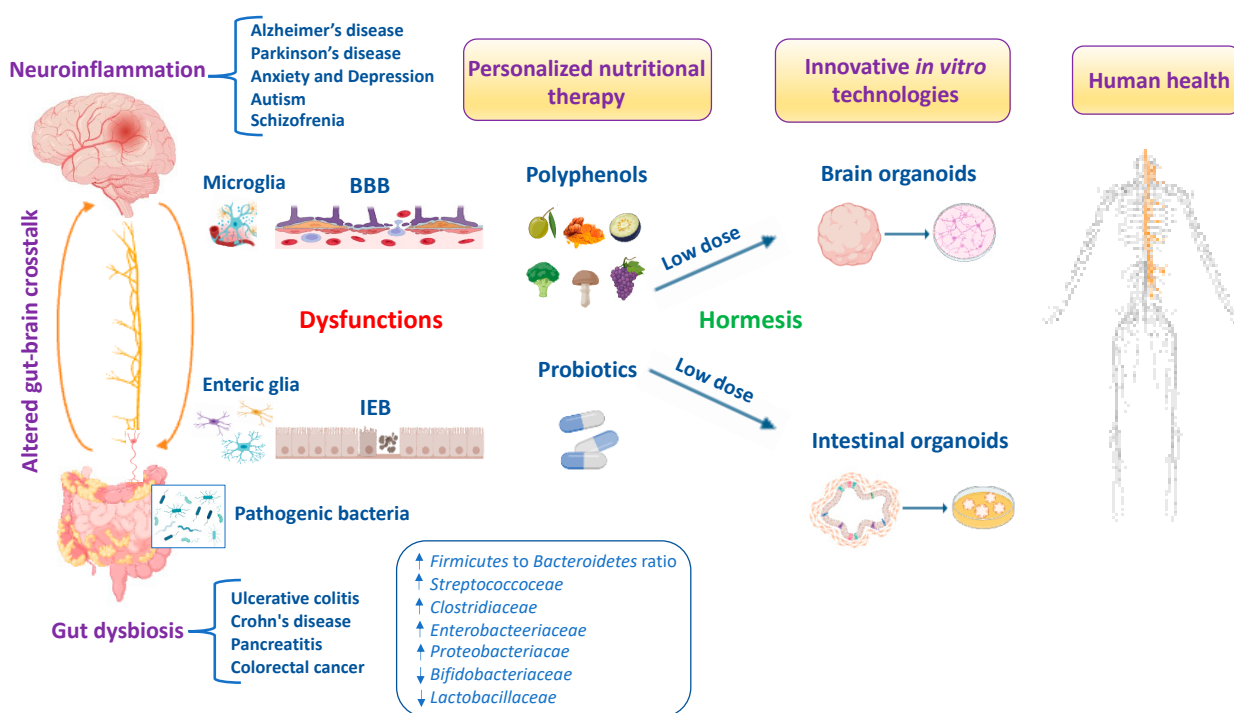 Neuroinflammation
Alzheimer's disease
Parkinson's disease
Anxiety and Depression
Autism
Schizofrenia
Personalized nutritional
therapy
Innovative in vitro
technologies
Human health
Altered gut-brain crosstalk
Microglia
BBB
Polyphenols
Brain organoids
Low dose
Dysfunctions
Hormesis
Enteric glia
IEB
Probiotics
Low dose
Intestinal organoids
Pathogenic bacteria
Gut dysbiosis
Ulcerative colitis
Crohn's disease
Pancreatitis
Colorectal cancer
↑ Firmicutes to Bacteroidetes ratio
↑ Streptococcoceae
↑ Clostridiaceae
↑ Enterobacteeriaceae
↑ Proteobacteriacae
↓ Bifidobacteriaceae
↓ Lactobacillaceae